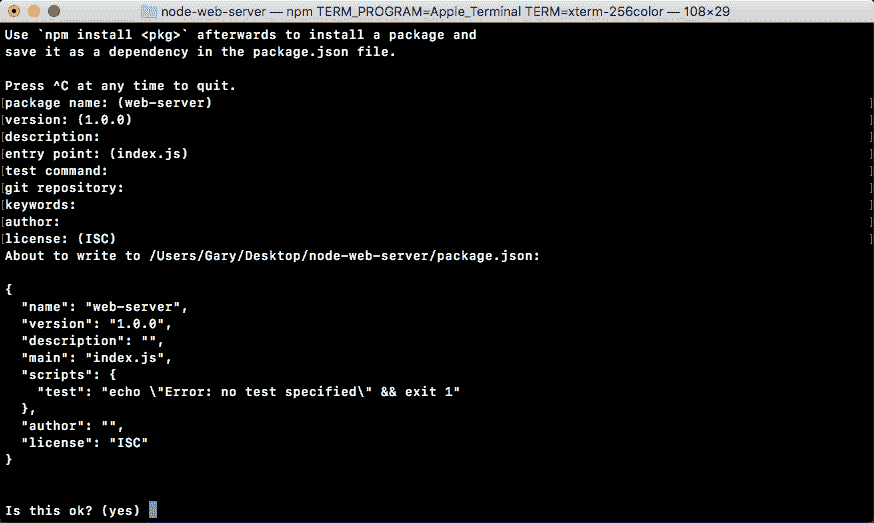 node-web-server — npm TERM_PROGRAM=Apple_Terminal TERM=xterm-256color — 108×29
Use `npm install <pkg>` afterwards to install a package and
save it as a dependency in the package.json file.

Press ^C at any time to quit.
[package name: (web-server) ]
[version: (1.0.0) ]
[description: ]
[entry point: (index.js) ]
[test command: ]
[git repository: ]
[keywords: ]
[author: ]
[license: (ISC) ]
About to write to /Users/Gary/Desktop/node-web-server/package.json:

{
  "name": "web-server",
  "version": "1.0.0",
  "description": "",
  "main": "index.js",
  "scripts": {
    "test": "echo \"Error: no test specified\" && exit 1"
  },
  "author": "",
  "license": "ISC"
}

Is this ok? (yes)